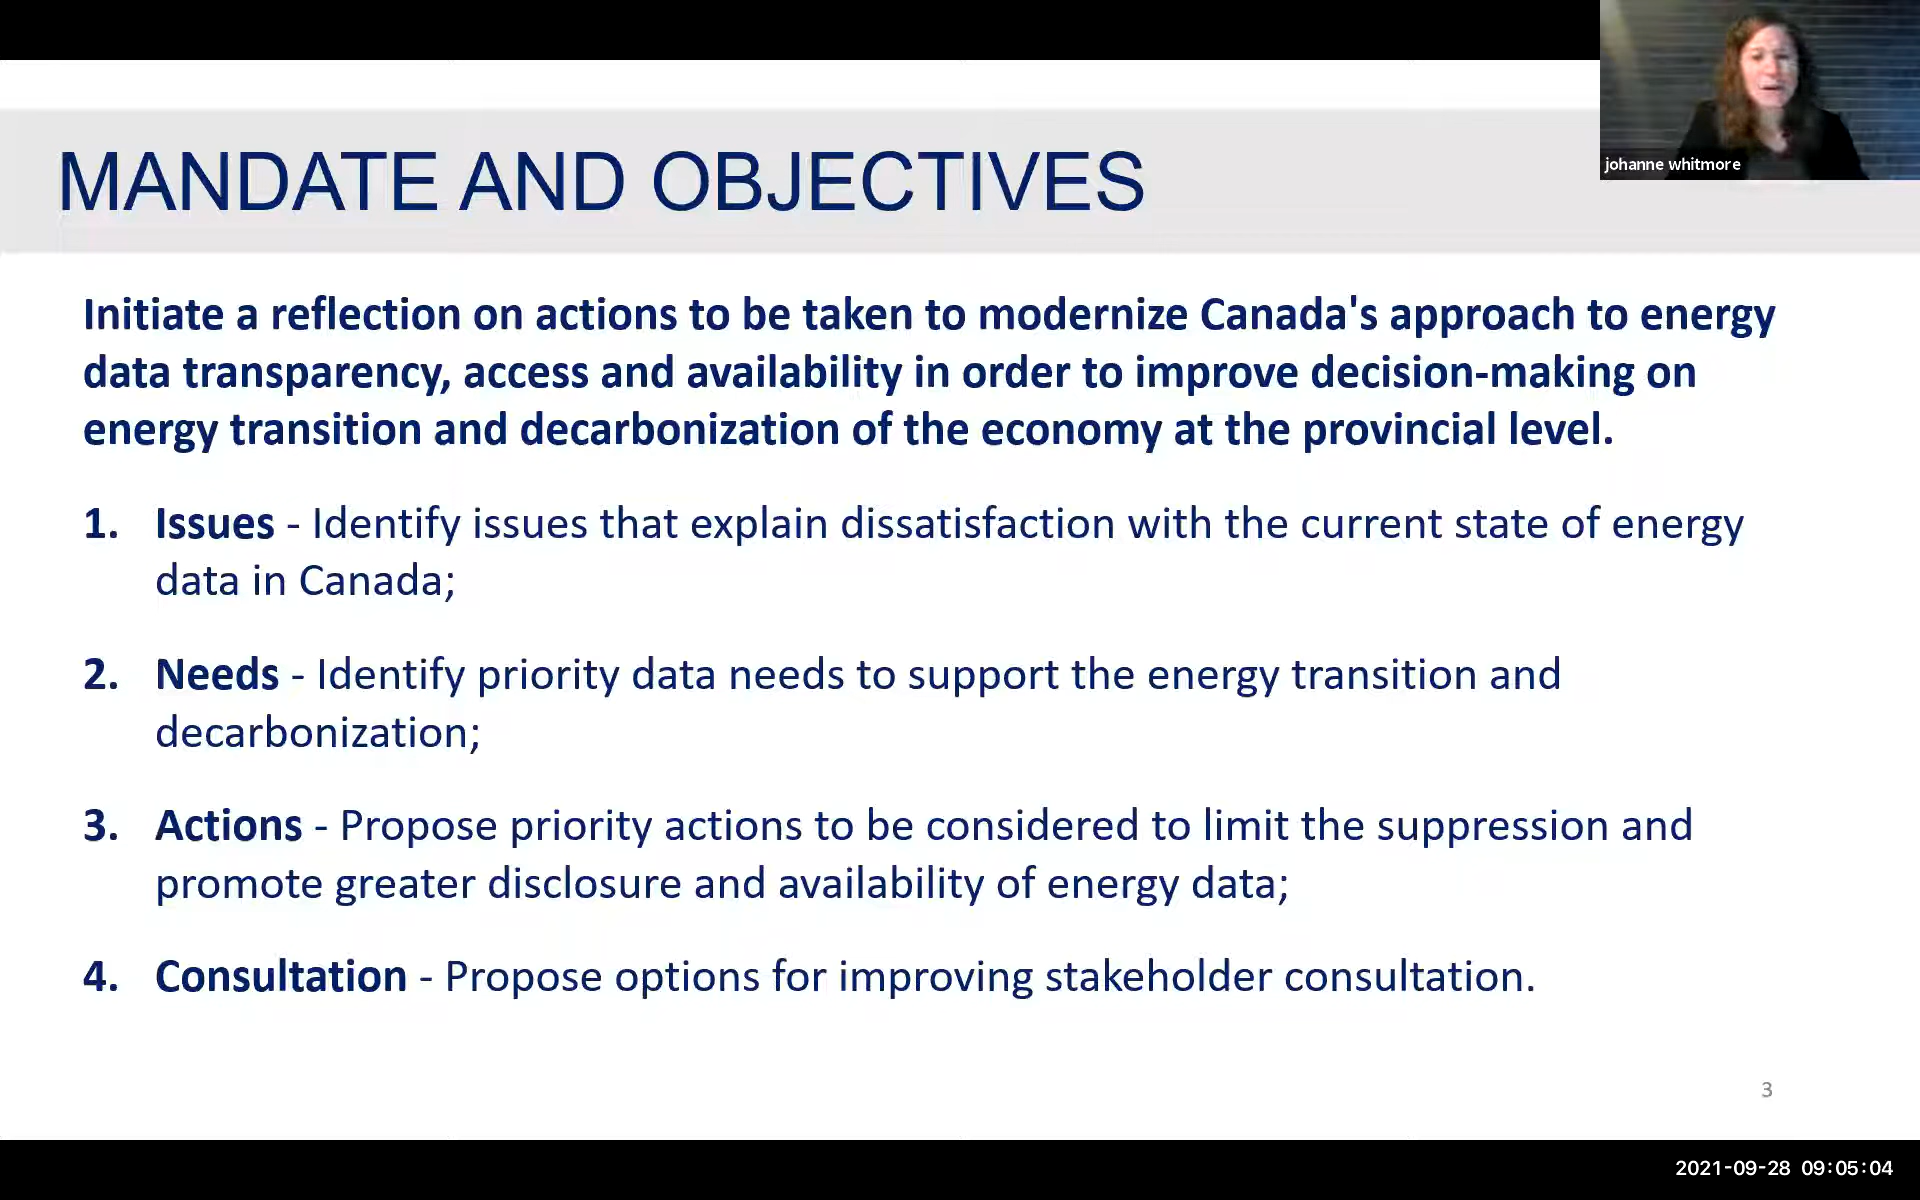 johanne whitmore
MANDATE AND OBJECTIVES
Initiate a reflection on actions to be taken to modernize Canada's approach to energy
data transparency, access and availability in order to improve decision-making on
energy transition and decarbonization of the economy at the provincial level.
1. Issues - Identify issues that explain dissatisfaction with the current state of energy
data in Canada;
2. Needs - Identify priority data needs to support the energy transition and
decarbonization;
3. Actions - Propose priority actions to be considered to limit the suppression and
promote greater disclosure and availability of energy data;
4. Consultation - Propose options for improving stakeholder consultation.
3
2021-09-28 09:05:04